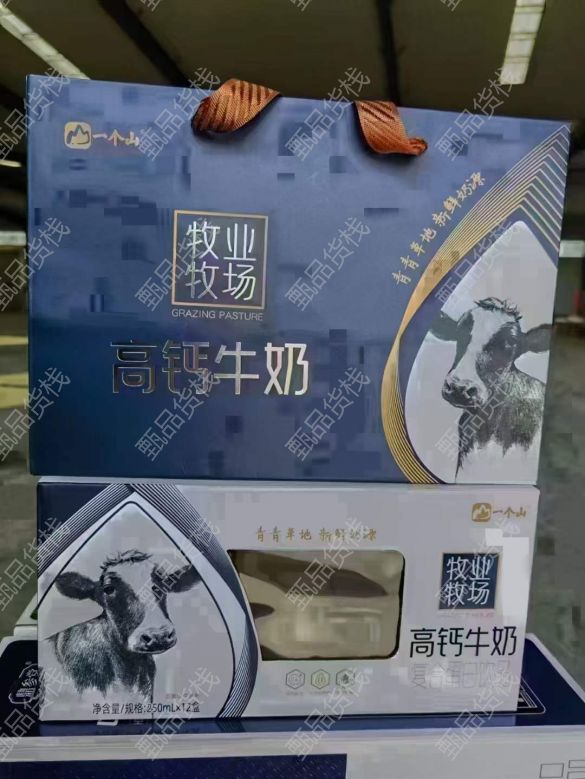 一个山
牧业
牧场
GRAZING PASTURE
高钙牛奶
青青草地 新鲜奶源
一个山
青青草地 新鲜奶源
牧业
牧场
高钙牛奶
复合蛋白饮品
净含量/规格:250mL×12盒
甄品货栈